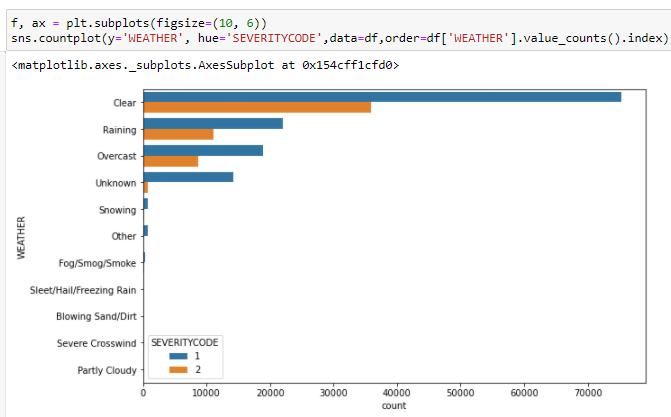 f, ax = plt.subplots(figsize=(10, 6))
sns.countplot(y='WEATHER', hue='SEVERITYCODE',data=df,order=df['WEATHER'].value_counts().index)
<matplotlib.axes._subplots.AxesSubplot at 0x154cff1cfd0>
Clear
Raining
Overcast
Unknown
Snowing
Other
Fog/Smog/Smoke
Sleet/Hail/Freezing Rain
Blowing Sand/Dirt
Severe Crosswind
Partly Cloudy
WEATHER
SEVERITYCODE
1
2
0 10000 20000 30000 40000 50000 60000 70000
count